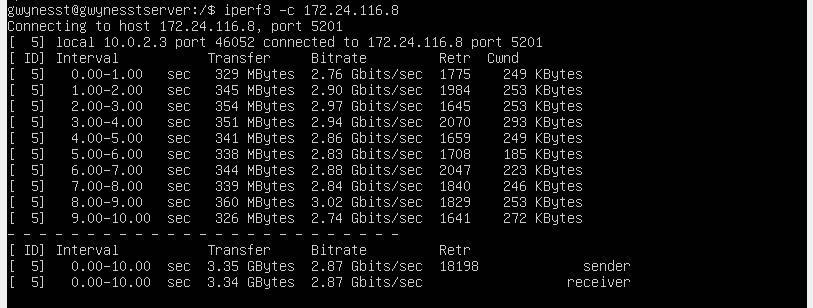 gwynesst@gwynesstserver:/$ iperf3 -c 172.24.116.8
Connecting to host 172.24.116.8, port 5201
[  5] local 10.0.2.3 port 46052 connected to 172.24.116.8 port 5201
[ ID] Interval           Transfer     Bitrate         Retr  Cwnd
[  5]   0.00-1.00   sec   329 MBytes  2.76 Gbits/sec  1775    249 KBytes
[  5]   1.00-2.00   sec   345 MBytes  2.90 Gbits/sec  1984    253 KBytes
[  5]   2.00-3.00   sec   354 MBytes  2.97 Gbits/sec  1645    253 KBytes
[  5]   3.00-4.00   sec   351 MBytes  2.94 Gbits/sec  2070    293 KBytes
[  5]   4.00-5.00   sec   341 MBytes  2.86 Gbits/sec  1659    249 KBytes
[  5]   5.00-6.00   sec   338 MBytes  2.83 Gbits/sec  1708    185 KBytes
[  5]   6.00-7.00   sec   344 MBytes  2.88 Gbits/sec  2047    223 KBytes
[  5]   7.00-8.00   sec   339 MBytes  2.84 Gbits/sec  1840    246 KBytes
[  5]   8.00-9.00   sec   360 MBytes  3.02 Gbits/sec  1829    253 KBytes
[  5]   9.00-10.00  sec   326 MBytes  2.74 Gbits/sec  1641    272 KBytes
- - - - - - - - - - - - - - - - - - - - - - - - -
[ ID] Interval           Transfer     Bitrate         Retr
[  5]   0.00-10.00  sec  3.35 GBytes  2.87 Gbits/sec  18198             sender
[  5]   0.00-10.00  sec  3.34 GBytes  2.87 Gbits/sec                  receiver